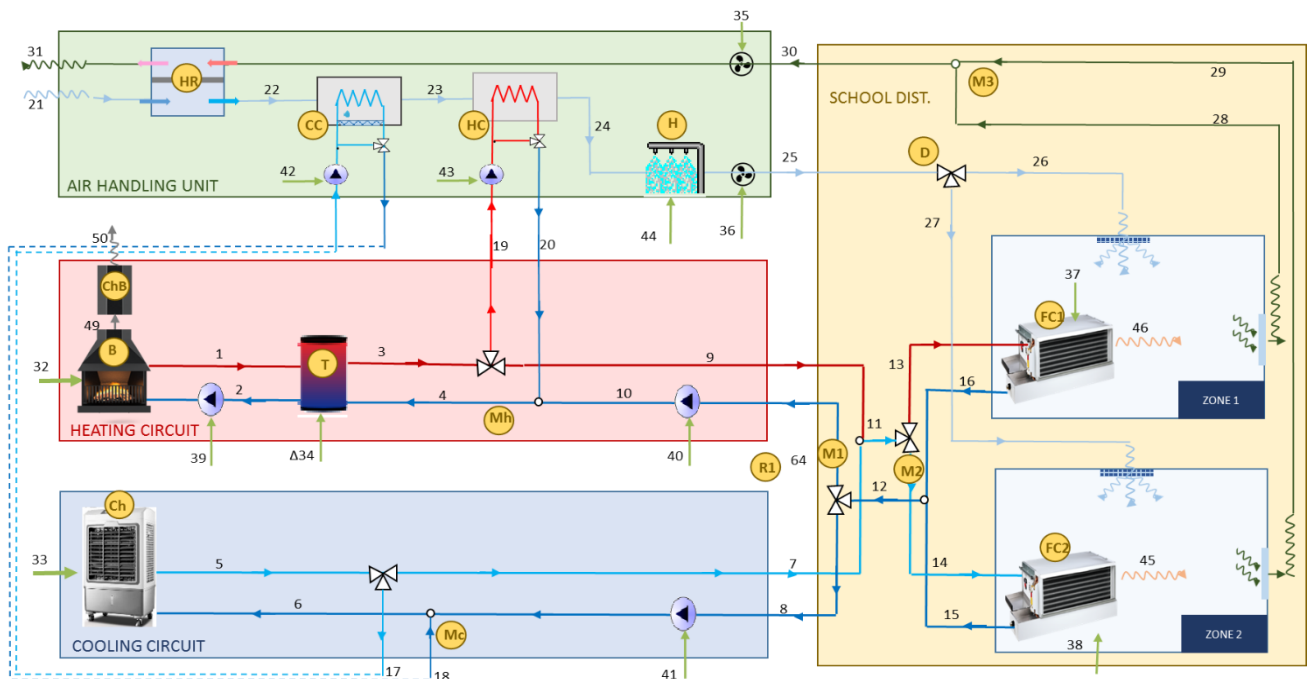 31
HR
21
22
CC
23
HC
24
H
35
30
25
42
43
44
36
AIR HANDLING UNIT
SCHOOL DIST.
M3
29
28
D
26
27
50
ChB
49
B
32
1
2
T
3
4
19
20
9
10
Mh
39
Δ34
40
HEATING CIRCUIT
R1
64
M1
11
12
13
M2
14
15
16
37
FC1
46
ZONE 1
FC2
45
38
ZONE 2
Ch
33
5
6
7
8
Mc
17
18
41
COOLING CIRCUIT